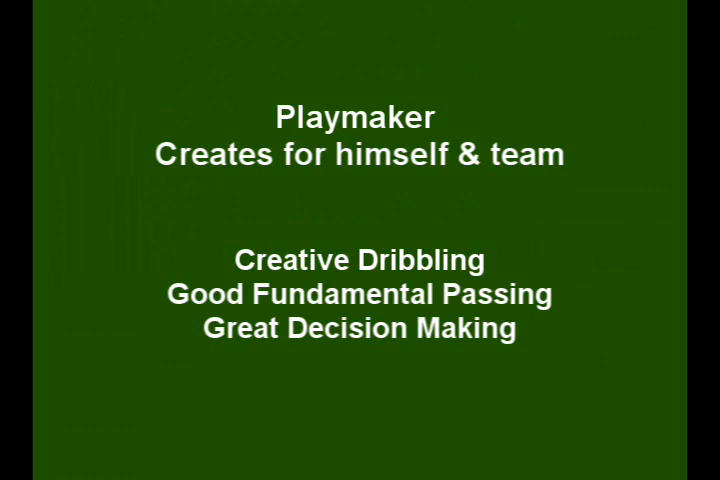 Playmaker
Creates for himself & team
Creative Dribbling
Good Fundamental Passing
Great Decision Making